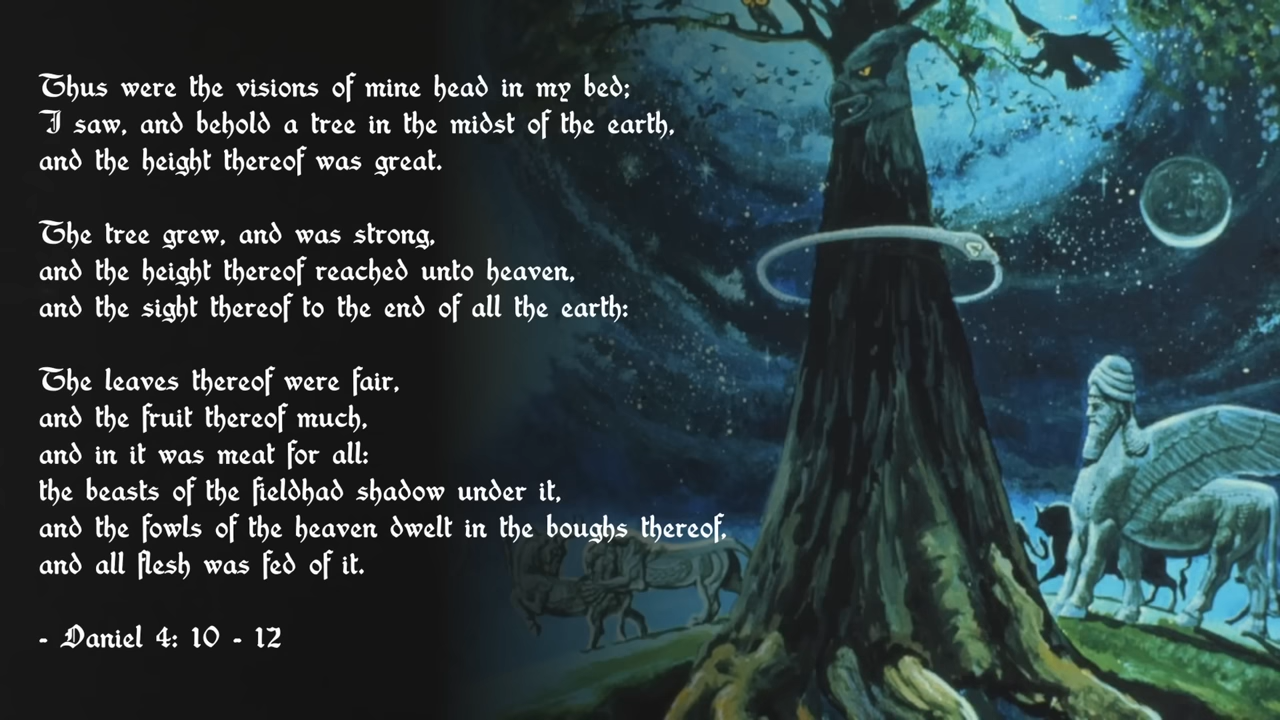 Thus were the visions of mine head in my bed;
I saw, and behold a tree in the midst of the earth,
and the height thereof was great.
The tree grew, and was strong,
and the height thereof reached unto heaven,
and the sight thereof to the end of all the earth:
The leaves thereof were fair,
and the fruit thereof much,
and in it was meat for all:
the beasts of the fieldhad shadow under it,
and the fowls of the heaven dwelt in the boughs thereof,
and all flesh was fed of it.
- Daniel 4: 10 - 12